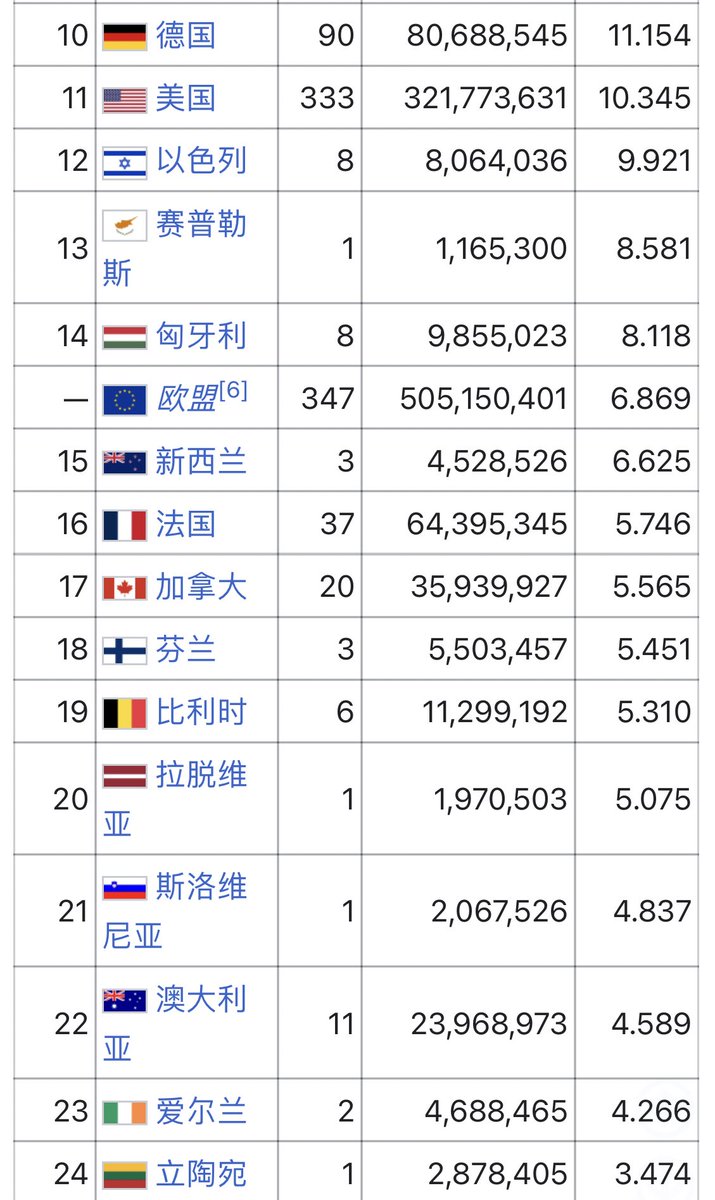 10 德国 90 80,688,545 11.154
11 美国 333 321,773,631 10.345
12 以色列 8 8,064,036 9.921
13 赛普勒
斯 1 1,165,300 8.581
14 匈牙利 8 9,855,023 8.118
— 欧盟[6] 347 505,150,401 6.869
15 新西兰 3 4,528,526 6.625
16 法国 37 64,395,345 5.746
17 加拿大 20 35,939,927 5.565
18 芬兰 3 5,503,457 5.451
19 比利时 6 11,299,192 5.310
20 拉脱维
亚 1 1,970,503 5.075
21 斯洛维
尼亚 1 2,067,526 4.837
22 澳大利
亚 11 23,968,973 4.589
23 爱尔兰 2 4,688,465 4.266
24 立陶宛 1 2,878,405 3.474